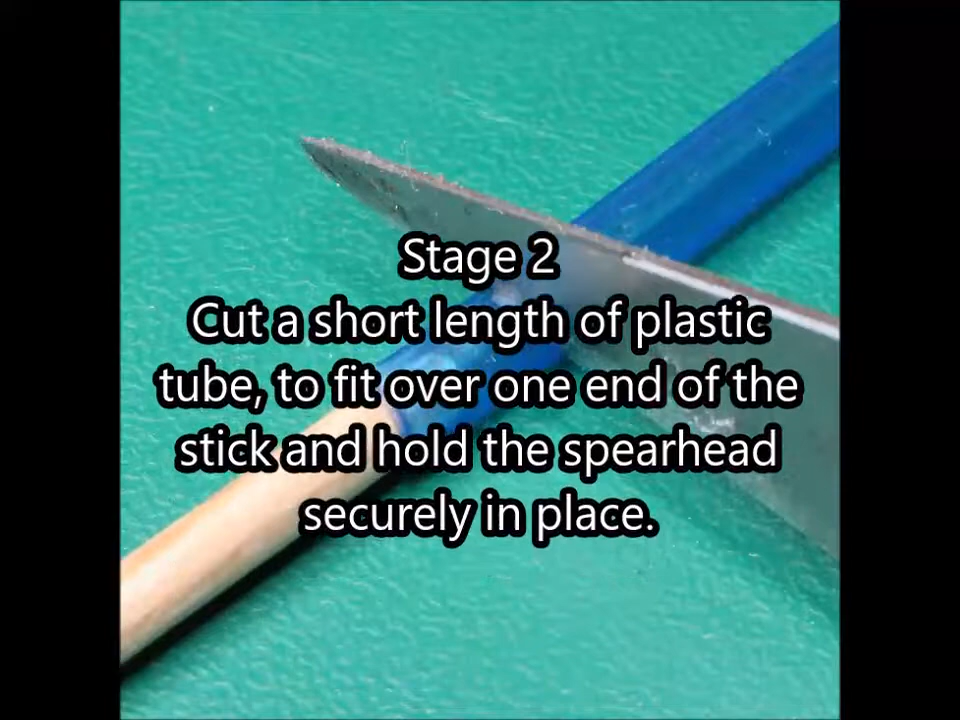 Stage 2
Cut a short length of plastic
tube, to fit over one end of the
stick and hold the spearhead
securely in place.